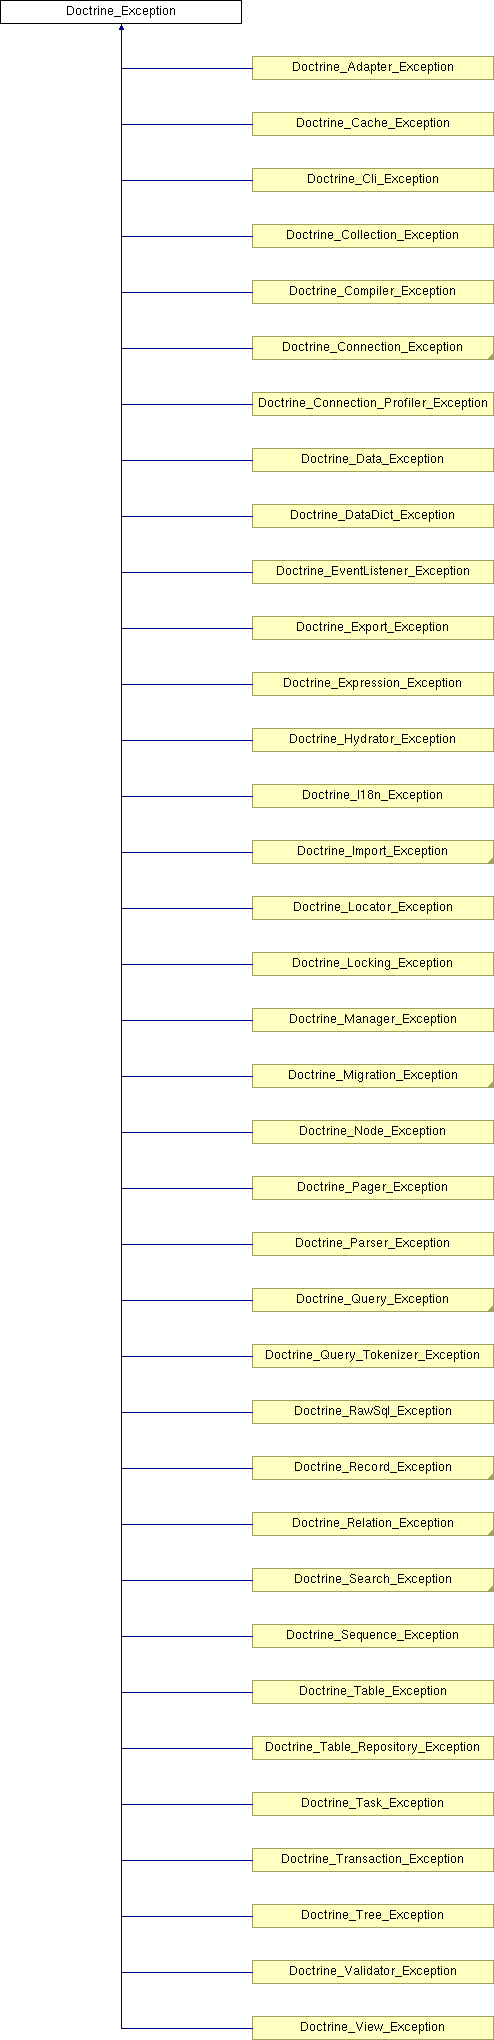 Doctrine_Exception
Doctrine_Adapter_Exception
Doctrine_Cache_Exception
Doctrine_Cli_Exception
Doctrine_Collection_Exception
Doctrine_Compiler_Exception
Doctrine_Connection_Exception
Doctrine_Connection_Profiler_Exception
Doctrine_Data_Exception
Doctrine_DataDict_Exception
Doctrine_EventListener_Exception
Doctrine_Export_Exception
Doctrine_Expression_Exception
Doctrine_Hydrator_Exception
Doctrine_I18n_Exception
Doctrine_Import_Exception
Doctrine_Locator_Exception
Doctrine_Locking_Exception
Doctrine_Manager_Exception
Doctrine_Migration_Exception
Doctrine_Node_Exception
Doctrine_Pager_Exception
Doctrine_Parser_Exception
Doctrine_Query_Exception
Doctrine_Query_Tokenizer_Exception
Doctrine_RawSql_Exception
Doctrine_Record_Exception
Doctrine_Relation_Exception
Doctrine_Search_Exception
Doctrine_Sequence_Exception
Doctrine_Table_Exception
Doctrine_Table_Repository_Exception
Doctrine_Task_Exception
Doctrine_Transaction_Exception
Doctrine_Tree_Exception
Doctrine_Validator_Exception
Doctrine_View_Exception